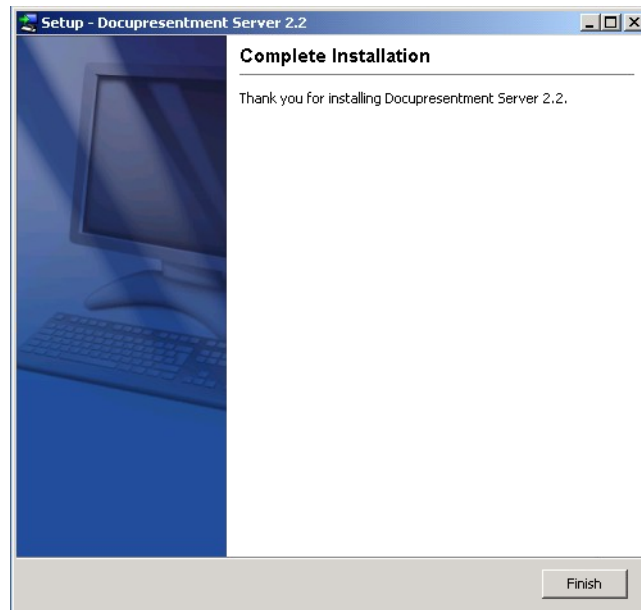 Setup - Docupresentment Server 2.2
Complete Installation
Thank you for installing Docupresentment Server 2.2.
Finish